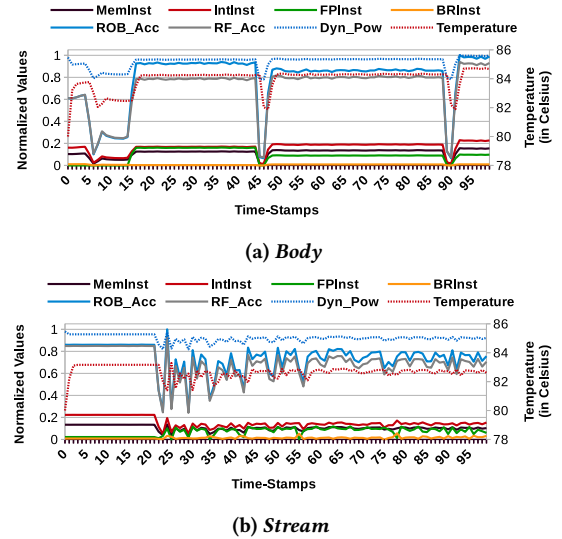 MemInst IntInst FPInst BRInst
ROB_Acc RF_Acc Dyn_Pow Temperature
Normalized Values
1
0.8
0.6
0.4
0.2
0
86
84
82
80
78
Temperature
(in Celsius)
0 5 10 15 20 25 30 35 40 45 50 55 60 65 70 75 80 85 90 95
Time-Stamps
(a) Body
MemInst IntInst FPInst BRInst
ROB_Acc RF_Acc Dyn_Pow Temperature
Normalized Values
1
0.8
0.6
0.4
0.2
0
86
84
82
80
78
Temperature
(in Celsius)
0 5 10 15 20 25 30 35 40 45 50 55 60 65 70 75 80 85 90 95
Time-Stamps
(b) Stream